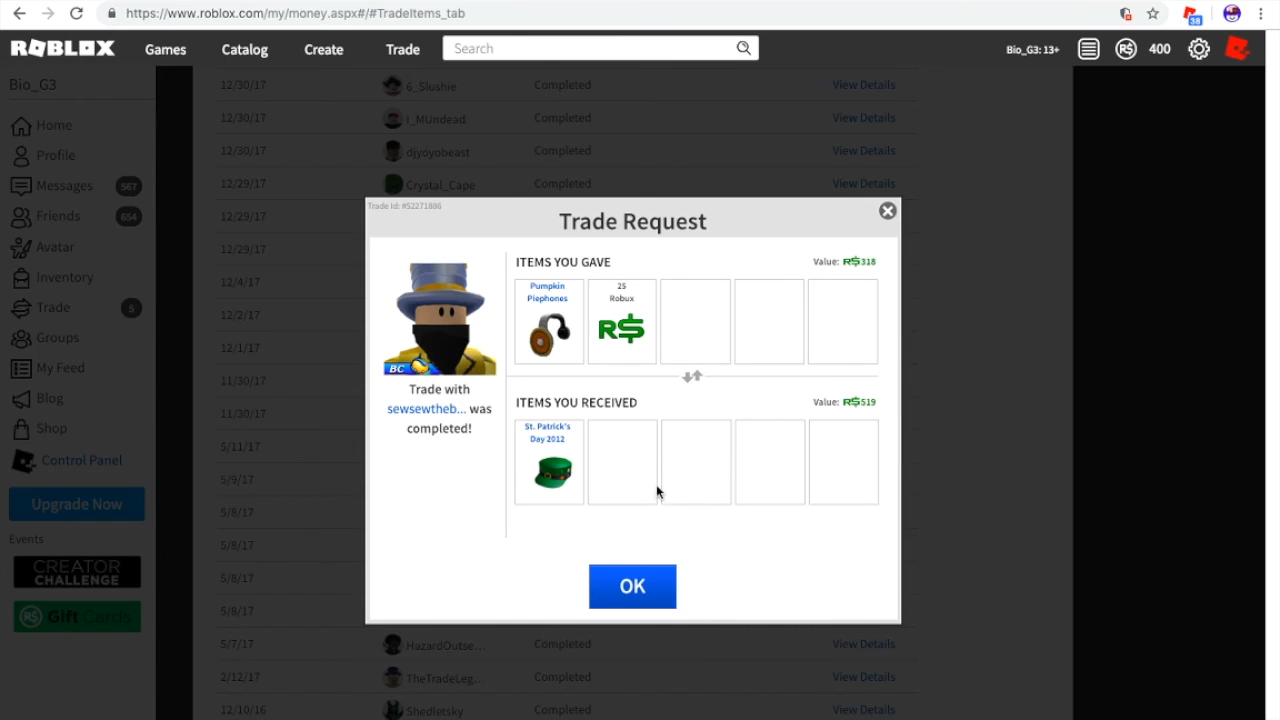 https://www.roblox.com/my/money.aspx#/#TradeItems_tab
38
ROBLOX
Games
Catalog
Create
Trade
Search
Bio_G3: 13+
R$
400
Bio_G3
Home
Profile
Messages
567
Friends
654
Avatar
Inventory
Trade
5
Groups
My Feed
Blog
Shop
Control Panel
Upgrade Now
Events
CREATOR
CHALLENGE
R$ Gift Cards
12/30/17 6_Slushie Completed View Details
12/30/17 I_MUndead Completed View Details
12/30/17 djyoyobeast Completed View Details
12/29/17 Crystal_Cape Completed View Details
12/29/17
12/29/17
12/4/17
12/2/17
12/1/17
11/30/17
11/30/17
5/11/17
5/9/17
5/8/17
5/8/17
5/8/17
5/8/17
5/7/17 HazardOutse... Completed View Details
2/12/17 TheTradeLeg... Completed View Details
12/10/16 Shedletsky Completed View Details
Trade Id: #52271886
Trade Request
BC
Trade with
sewsewtheb... was
completed!
ITEMS YOU GAVE
Value: R$318
Pumpkin
Piephones
25
Robux
R$
ITEMS YOU RECEIVED
Value: R$519
St. Patrick's
Day 2012
OK